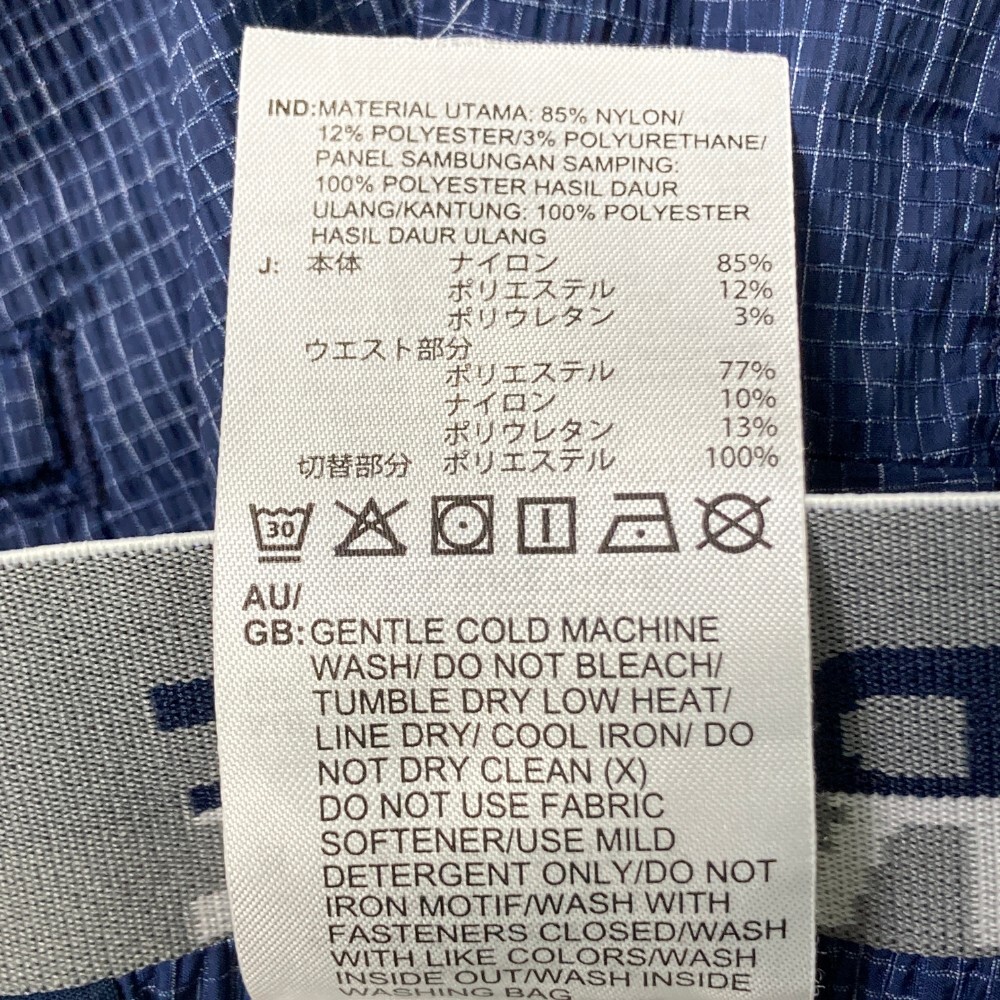 IND:MATERIAL UTAMA: 85% NYLON/
12% POLYESTER/3% POLYURETHANE/
PANEL SAMBUNGAN SAMPING:
100% POLYESTER HASIL DAUR
ULANG/KANTUNG: 100% POLYESTER
HASIL DAUR ULANG
J: 本体 ナイロン 85%
ポリエステル 12%
ポリウレタン 3%
ウエスト部分
ポリエステル 77%
ナイロン 10%
ポリウレタン 13%
切替部分 ポリエステル 100%
30
AU/
GB:GENTLE COLD MACHINE
WASH/ DO NOT BLEACH/
TUMBLE DRY LOW HEAT/
LINE DRY/ COOL IRON/ DO
NOT DRY CLEAN (X)
DO NOT USE FABRIC
SOFTENER/USE MILD
DETERGENT ONLY/DO NOT
IRON MOTIF/WASH WITH
FASTENERS CLOSED/WASH
WITH LIKE COLORS/WASH
INSIDE OUT/WASH INSIDE
WASHING BAG